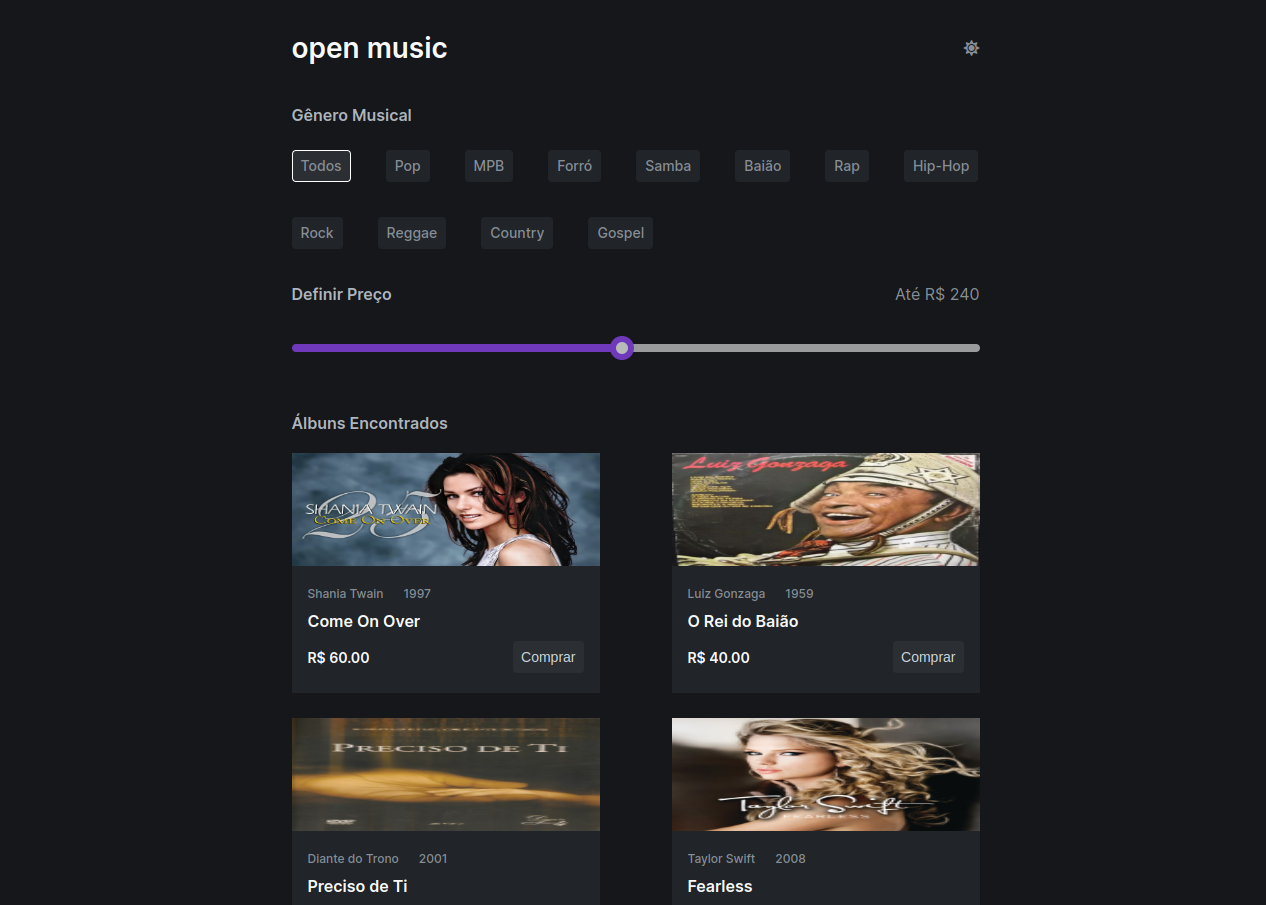 open music
Gênero Musical
Todos Pop MPB Forró Samba Baião Rap Hip-Hop
Rock Reggae Country Gospel
Definir Preço Até R$ 240
Álbuns Encontrados
SHANIA TWAIN 25
COME ON OVER
Luiz Gonzaga
Shania Twain 1997
Luiz Gonzaga 1959
Come On Over
O Rei do Baião
R$ 60.00 Comprar
R$ 40.00 Comprar
PRECISO DE TI
Taylor Swift
FEARLESS
Diante do Trono 2001
Taylor Swift 2008
Preciso de Ti
Fearless